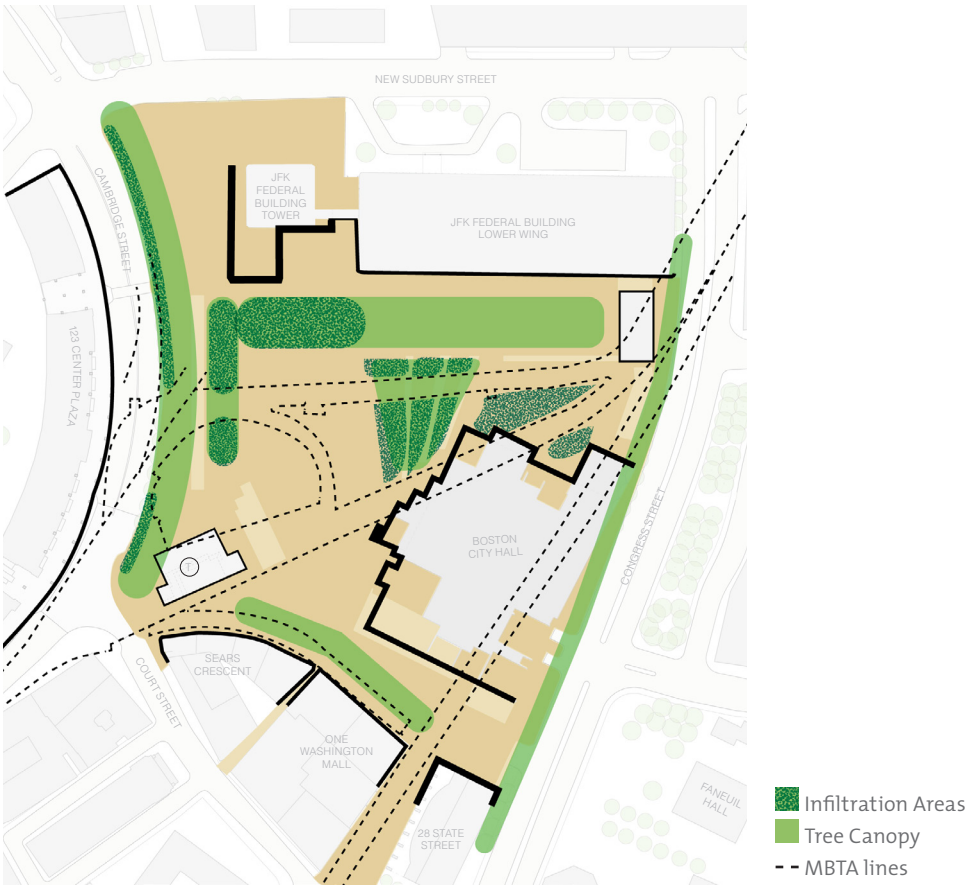 NEW SUDBURY STREET
CAMBRIDGE STREET
JFK
FEDERAL
BUILDING
TOWER
JFK FEDERAL BUILDING
LOWER WING
123 CENTER PLAZA
BOSTON
CITY HALL
CONGRESS STREET
T
SEARS
CRESCENT
COURT STREET
ONE
WASHINGTON
MALL
28 STATE
STREET
FANEUIL
HALL
Infiltration Areas
Tree Canopy
MBTA lines